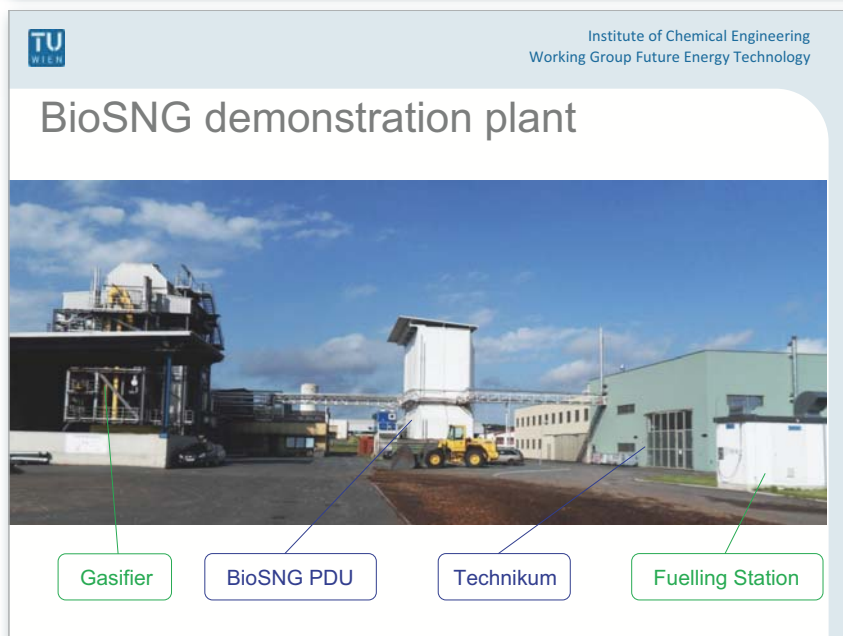 TU
WIEN
Institute of Chemical Engineering
Working Group Future Energy Technology
BioSNG demonstration plant
Gasifier
BioSNG PDU
Technikum
Fuelling Station